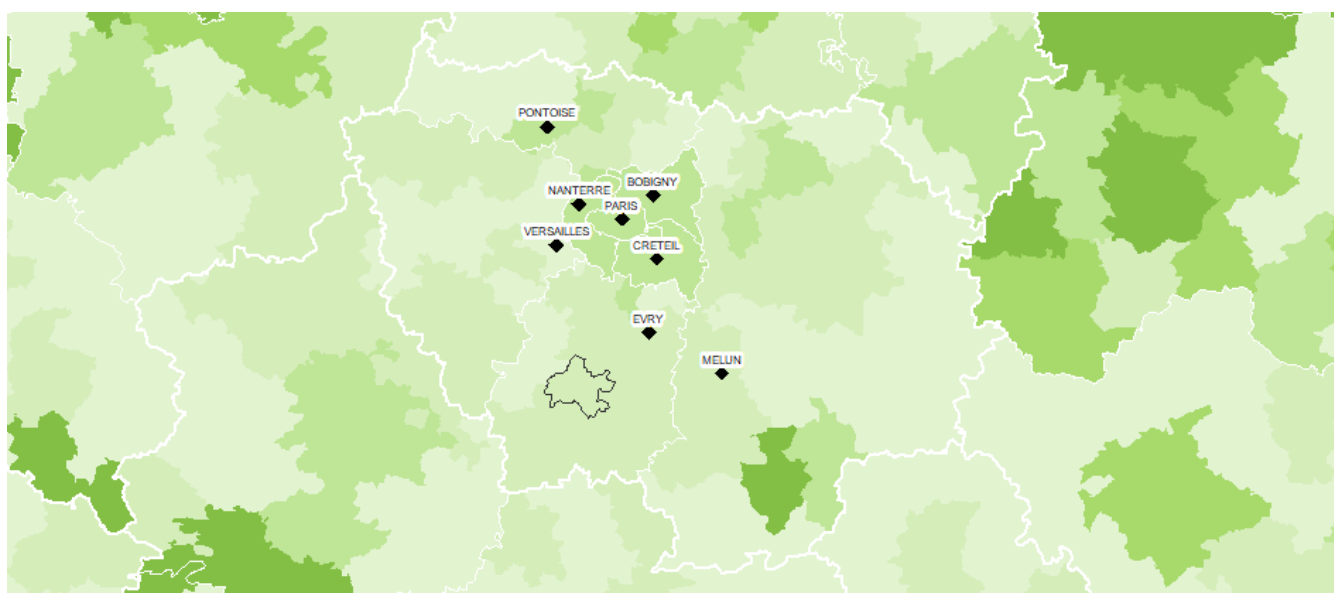 PONTOISE
BOBIGNY
NANTERRE
PARIS
VERSAILLES
CRETEIL
EVRY
MELUN